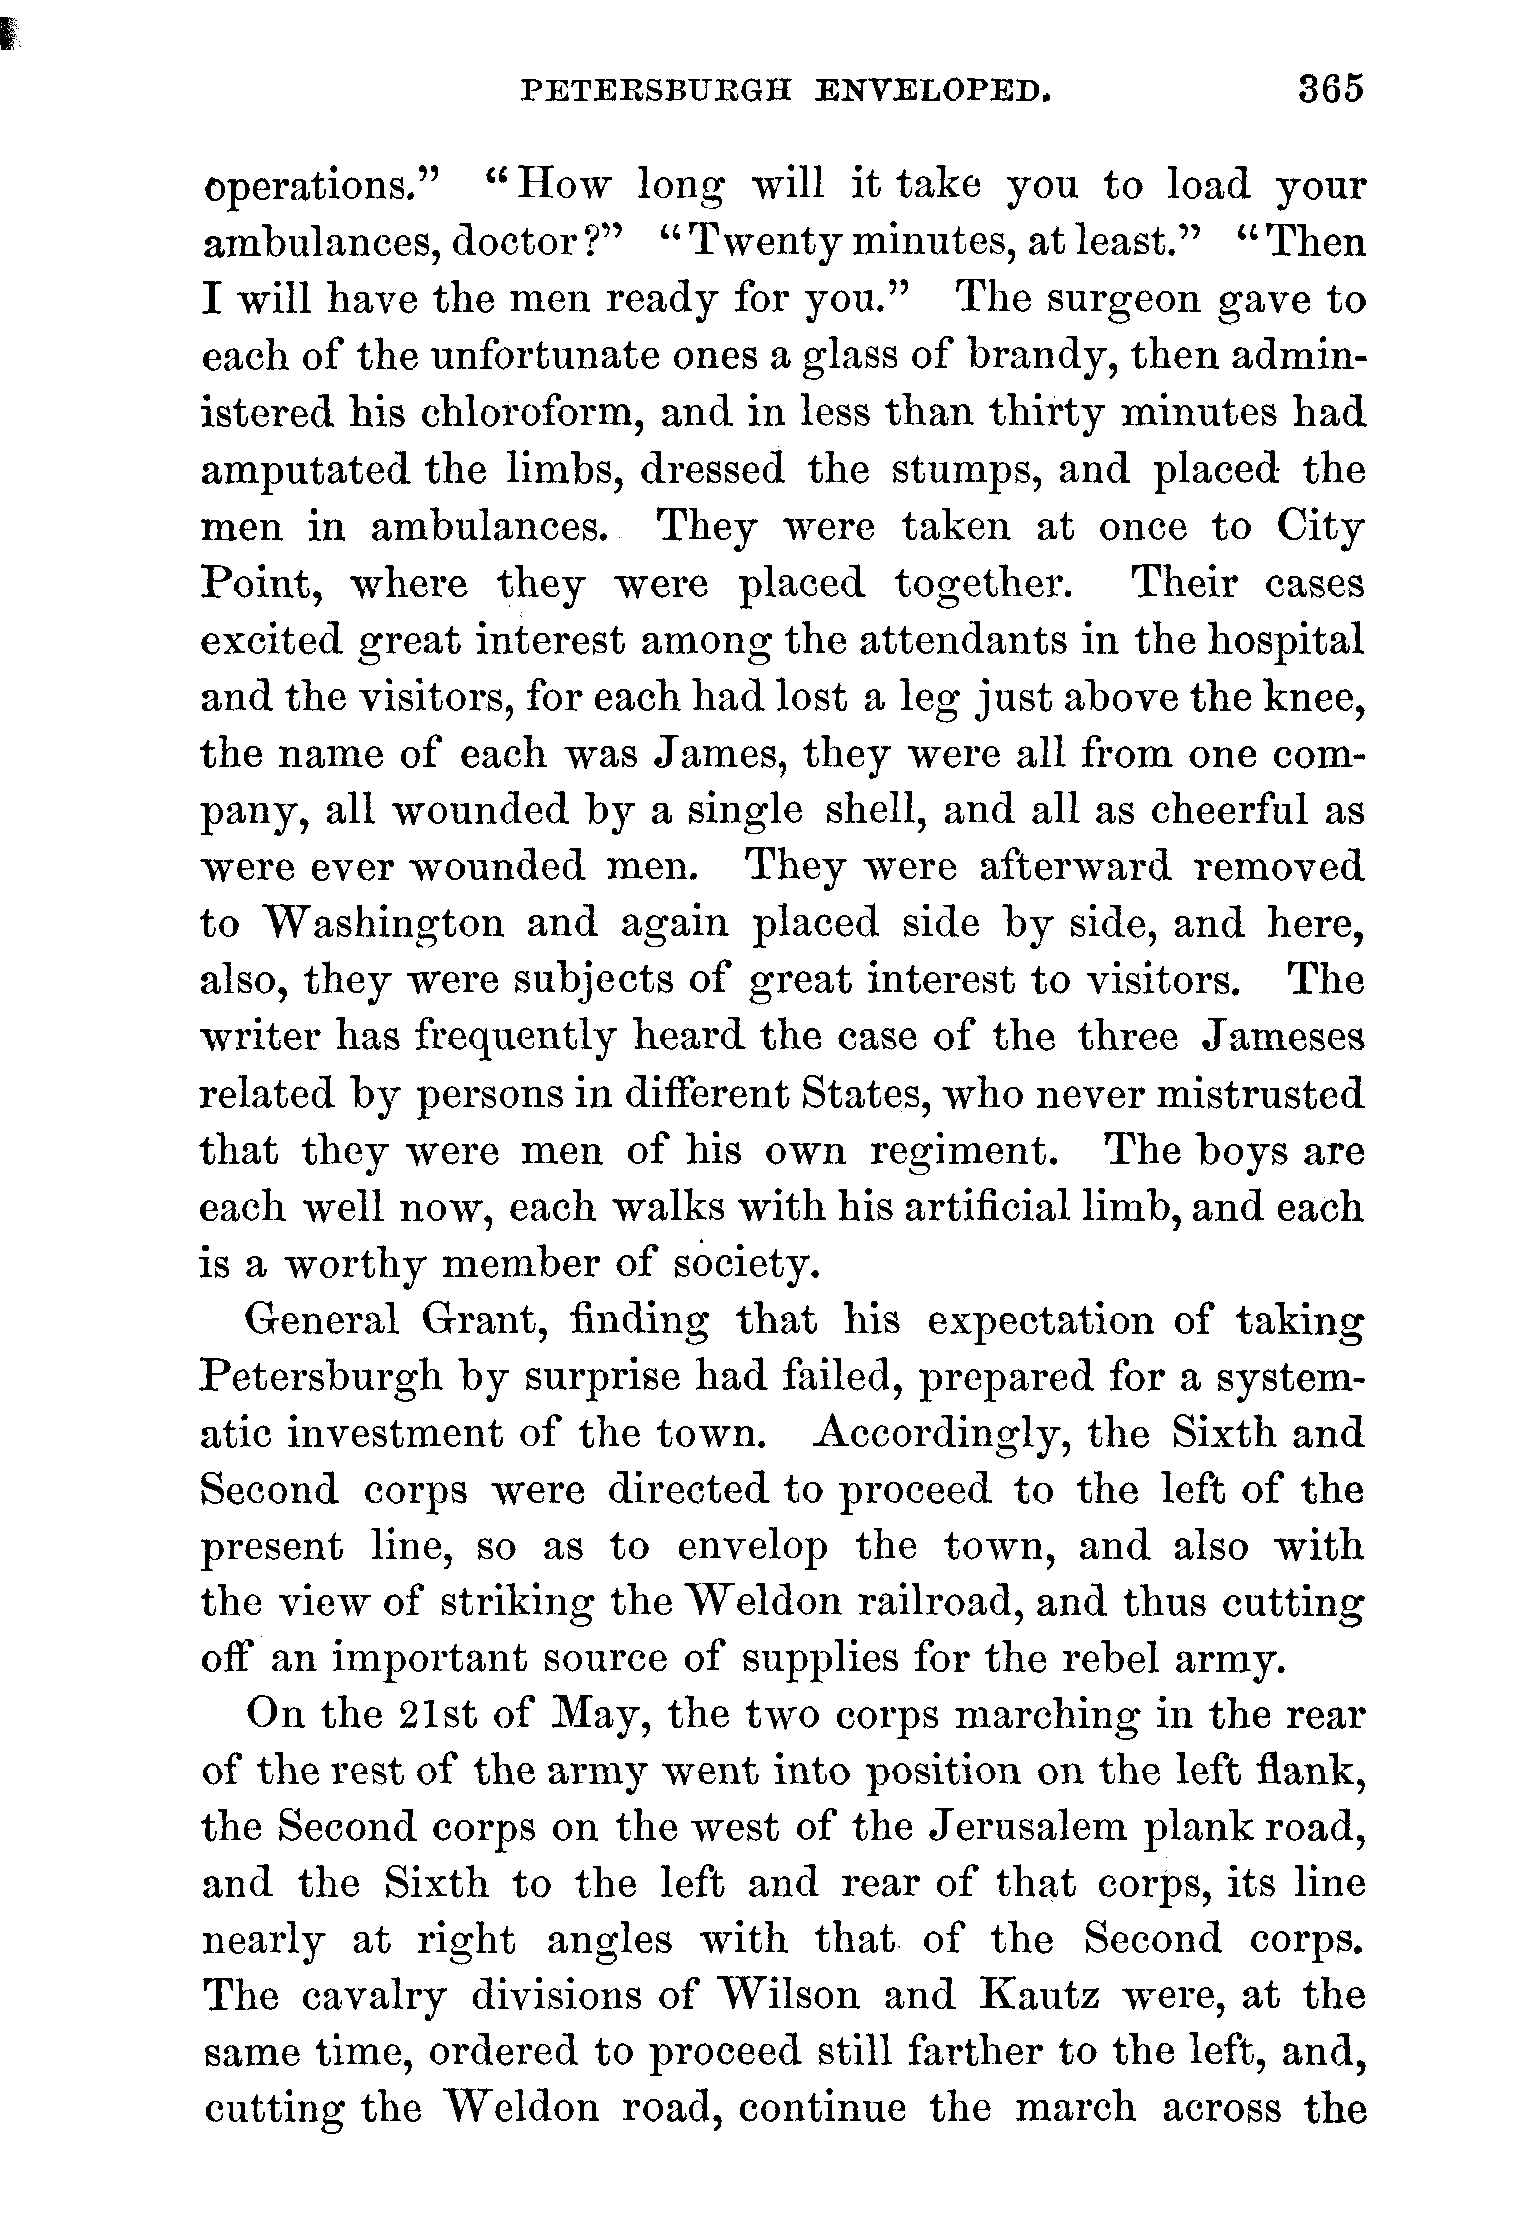 PETERSBURGH ENVELOPED. 365
operations.” “How long will it take you to load your
ambulances, doctor?” “Twenty minutes, at least.” “Then
I will have the men ready for you.” The surgeon gave to
each of the unfortunate ones a glass of brandy, then admin-
istered his chloroform, and in less than thirty minutes had
amputated the limbs, dressed the stumps, and placed the
men in ambulances. They were taken at once to City
Point, where they were placed together. Their cases
excited great interest among the attendants in the hospital
and the visitors, for each had lost a leg just above the knee,
the name of each was James, they were all from one com-
pany, all wounded by a single shell, and all as cheerful as
were ever wounded men. They were afterward removed
to Washington and again placed side by side, and here,
also, they were subjects of great interest to visitors. The
writer has frequently heard the case of the three Jameses
related by persons in different States, who never mistrusted
that they were men of his own regiment. The boys are
each well now, each walks with his artificial limb, and each
is a worthy member of society.
General Grant, finding that his expectation of taking
Petersburgh by surprise had failed, prepared for a system-
atic investment of the town. Accordingly, the Sixth and
Second corps were directed to proceed to the left of the
present line, so as to envelop the town, and also with
the view of striking the Weldon railroad, and thus cutting
off an important source of supplies for the rebel army.
On the 21st of May, the two corps marching in the rear
of the rest of the army went into position on the left flank,
the Second corps on the west of the Jerusalem plank road,
and the Sixth to the left and rear of that corps, its line
nearly at right angles with that of the Second corps.
The cavalry divisions of Wilson and Kautz were, at the
same time, ordered to proceed still farther to the left, and,
cutting the Weldon road, continue the march across the